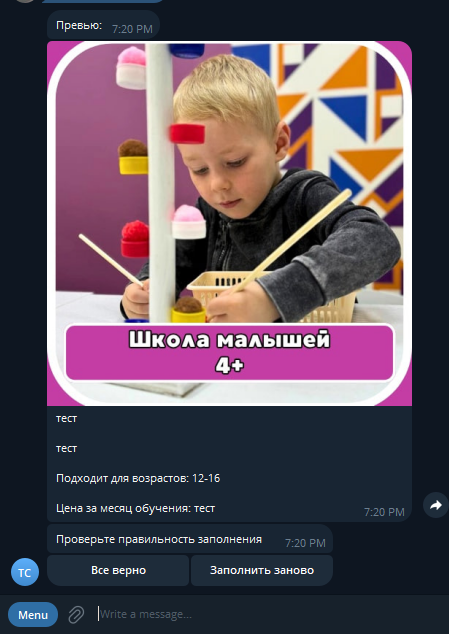 Превью:
7:20 PM
Школа малышей
4+
тест
тест
Подходит для возрастов: 12-16
Цена за месяц обучения: тест
7:20 PM
Проверьте правильность заполнения
7:20 PM
ТС
Все верно
Заполнить заново
Menu
Write a message...